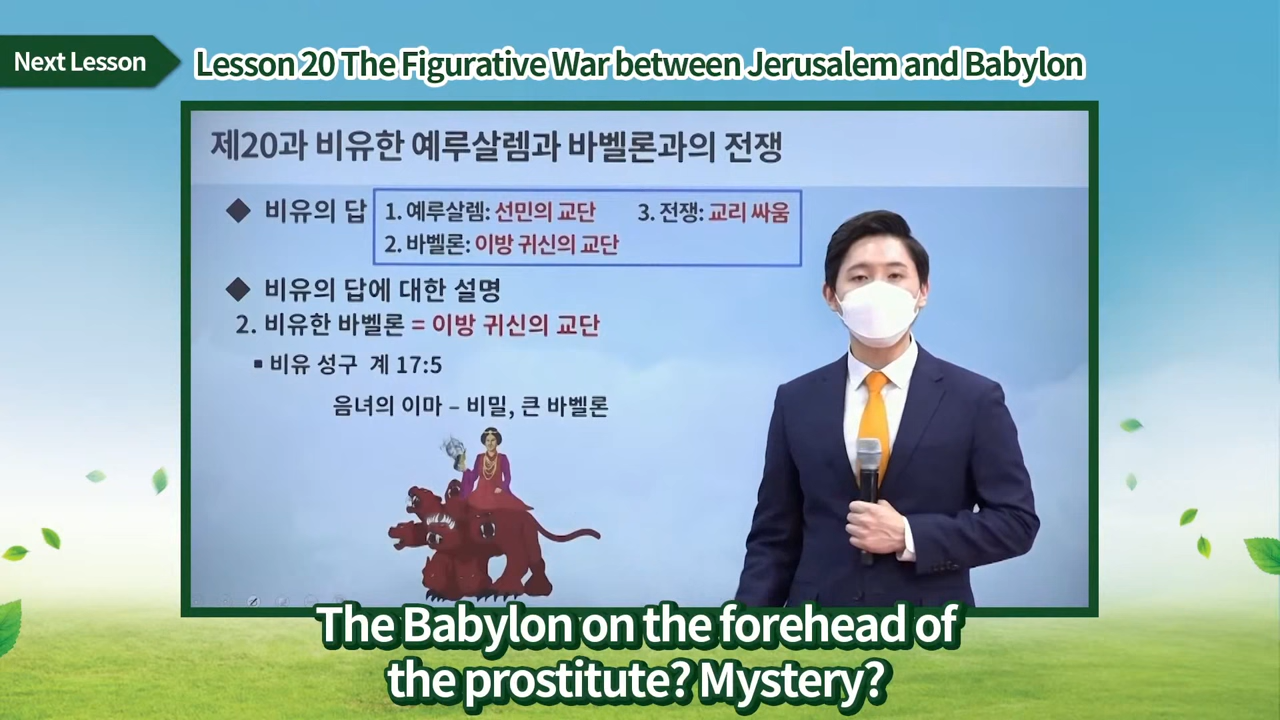 Next Lesson
Lesson 20 The Figurative War between Jerusalem and Babylon
제20과 비유한 예루살렘과 바벨론과의 전쟁
◆ 비유의 답 1. 예루살렘: 선민의 교단 3. 전쟁: 교리 싸움
2. 바벨론: 이방 귀신의 교단
◆ 비유의 답에 대한 설명
2. 비유한 바벨론 = 이방 귀신의 교단
▪ 비유 성구 계 17:5
음녀의 이마 – 비밀, 큰 바벨론
The Babylon on the forehead of
the prostitute? Mystery?